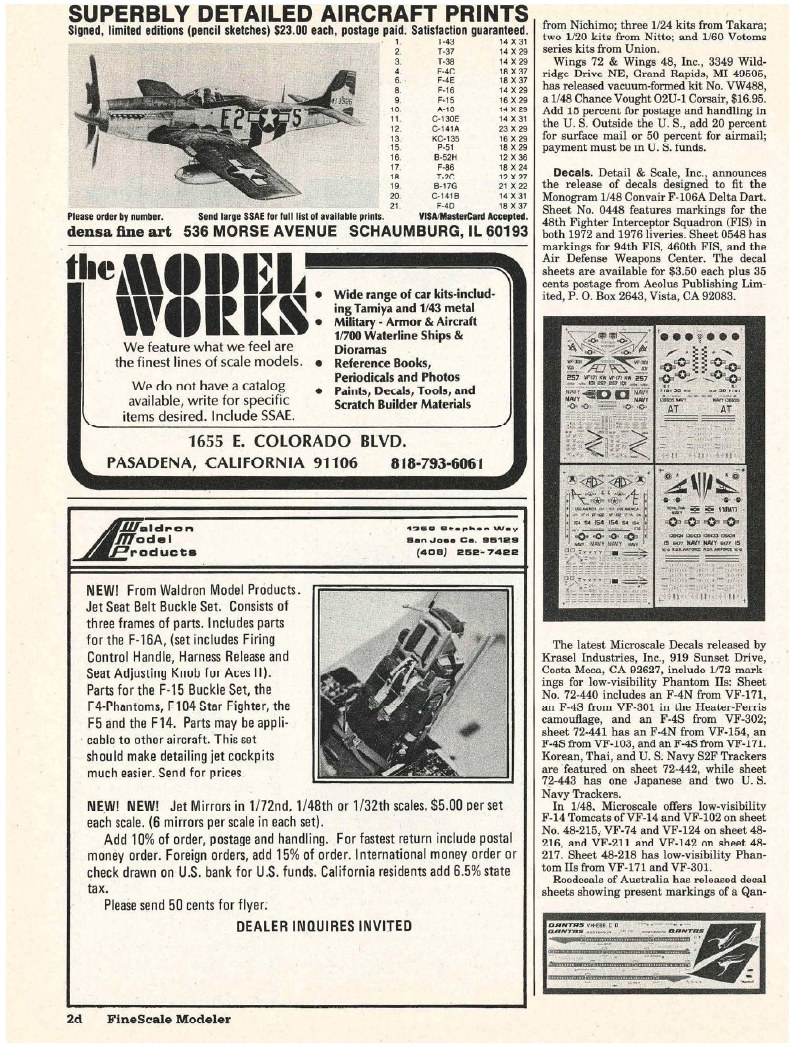 SUPERBLY DETAILED AIRCRAFT PRINTS
Signed, limited editions (pencil sketches) $23.00 each, postage paid. Satisfaction guaranteed.
1. T-43 14 X 31
2. T-37 14 X 29
3. T-38 14 X 29
4. F-4C 18 X 37
6. F-4E 18 X 37
8. F-16 14 X 29
9. F-15 16 X 29
10. A-10 14 X 29
11. C-130E 14 X 31
12. C-141A 23 X 29
13. KC-135 16 X 29
15. P-51 18 X 29
16. B-52H 12 X 36
17. F-86 18 X 24
18. T-2C 12 X 27
19. B-17G 21 X 22
20. C-141B 14 X 31
21. F-4D 18 X 37
Please order by number. Send large SSAE for full list of available prints. VISA/MasterCard Accepted.
densa fine art 536 MORSE AVENUE SCHAUMBURG, IL 60193
the MODEL
WORKS
We feature what we feel are
the finest lines of scale models.
We do not have a catalog
available, write for specific
items desired. Include SSAE.
• Wide range of car kits-includ-
ing Tamiya and 1/43 metal
• Military - Armor & Aircraft
1/700 Waterline Ships &
Dioramas
• Reference Books,
Periodicals and Photos
• Paints, Decals, Tools, and
Scratch Builder Materials
1655 E. COLORADO BLVD.
PASADENA, CALIFORNIA 91106 818-793-6061
Waldron
Model
Products
1358 Stephen Way
San Jose Ca. 95129
(408) 252-7422
NEW! From Waldron Model Products.
Jet Seat Belt Buckle Set. Consists of
three frames of parts. Includes parts
for the F-16A, (set includes Firing
Control Handle, Harness Release and
Seat Adjusting Knob for Aces II).
Parts for the F-15 Buckle Set, the
F4-Phantoms, F104 Star Fighter, the
F5 and the F14. Parts may be appli-
cable to other aircraft. This set
should make detailing jet cockpits
much easier. Send for prices
NEW! NEW! Jet Mirrors in 1/72nd, 1/48th or 1/32th scales. $5.00 per set
each scale. (6 mirrors per scale in each set).
Add 10% of order, postage and handling. For fastest return include postal
money order. Foreign orders, add 15% of order. International money order or
check drawn on U.S. bank for U.S. funds. California residents add 6.5% state
tax.
Please send 50 cents for flyer.
DEALER INQUIRES INVITED
2d FineScale Modeler
from Nichimo; three 1/24 kits from Takara;
two 1/20 kits from Nitto; and 1/60 Votoms
series kits from Union.
Wings 72 & Wings 48, Inc., 3349 Wild-
ridge Drive NE, Grand Rapids, MI 49505,
has released vacuum-formed kit No. VW488,
a 1/48 Chance Vought O2U-1 Corsair, $16.95.
Add 15 percent for postage and handling in
the U. S. Outside the U. S., add 20 percent
for surface mail or 50 percent for airmail;
payment must be in U. S. funds.
Decals. Detail & Scale, Inc., announces
the release of decals designed to fit the
Monogram 1/48 Convair F-106A Delta Dart.
Sheet No. 0448 features markings for the
48th Fighter Interceptor Squadron (FIS) in
both 1972 and 1976 liveries. Sheet 0548 has
markings for 94th FIS, 460th FIS, and the
Air Defense Weapons Center. The decal
sheets are available for $3.50 each plus 35
cents postage from Aeolus Publishing Lim-
ited, P. O. Box 2643, Vista, CA 92083.
The latest Microscale Decals released by
Krasel Industries, Inc., 919 Sunset Drive,
Costa Mesa, CA 92627, include 1/72 mark-
ings for low-visibility Phantom IIs: Sheet
No. 72-440 includes an F-4N from VF-171,
an F-4S from VF-301 in the Heater-Ferris
camouflage, and an F-4S from VF-302;
sheet 72-441 has an F-4N from VF-154, an
F-4S from VF-103, and an F-4S from VF-171.
Korean, Thai, and U. S. Navy S2F Trackers
are featured on sheet 72-442, while sheet
72-443 has one Japanese and two U. S.
Navy Trackers.
In 1/48, Microscale offers low-visibility
F-14 Tomcats of VF-14 and VF-102 on sheet
No. 48-215, VF-74 and VF-124 on sheet 48-
216, and VF-211 and VF-142 on sheet 48-
217. Sheet 48-218 has low-visibility Phan-
tom IIs from VF-171 and VF-301.
Roodecals of Australia has released decal
sheets showing present markings of a Qan-
QANTAS
QANTAS
QANTAS